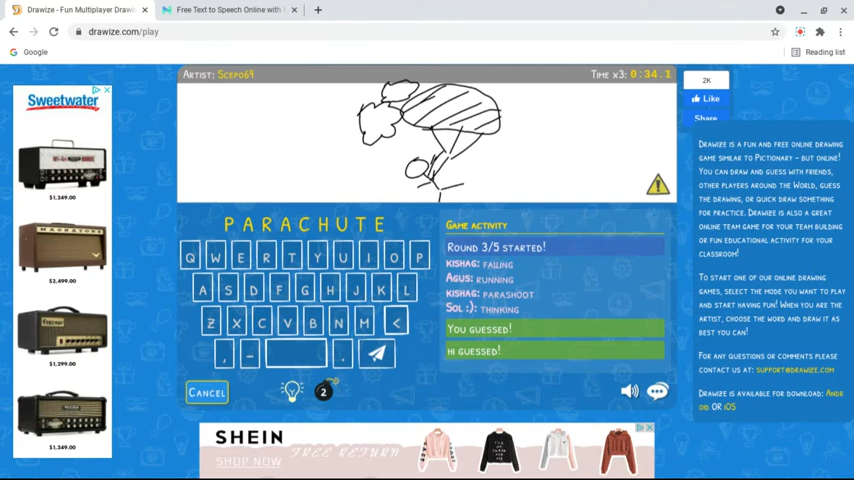 Drawize - Fun Multiplayer Drawi
Free Text to Speech Online with
drawize.com/play
Google
Reading list
Artist: Scepo69
Time x3: 0:34.1
2K
Like
Share
Sweetwater
$1,249.00
$2,499.00
$1,299.00
$1,349.00
PARACHUTE
Q W E R T Y U I O P
A S D F G H J K L
Z X C V B N M <
, - .
Cancel
2
Game activity
Round 3/5 started!
kishag: falling
Agus: running
kishag: parashoot
Sol :): thinking
You guessed!
hi guessed!
Drawize is a fun and free online drawing
game similar to Pictionary – but online!
You can draw and guess with friends,
other players around the World, guess
the drawing, or quick draw something
for practice. Drawize is also a great
online team game for your team building
or fun educational activity for your
classroom!
To start one of our online drawing
games, select the mode you want to play
and start having fun! When you are the
artist, choose the word and draw it as
best you can!
For any questions or comments please
contact us at: support@drawize.com
Drawize is available for download: Andr
oid or iOS
SHEIN
SHOP NOW
FREE RETURN